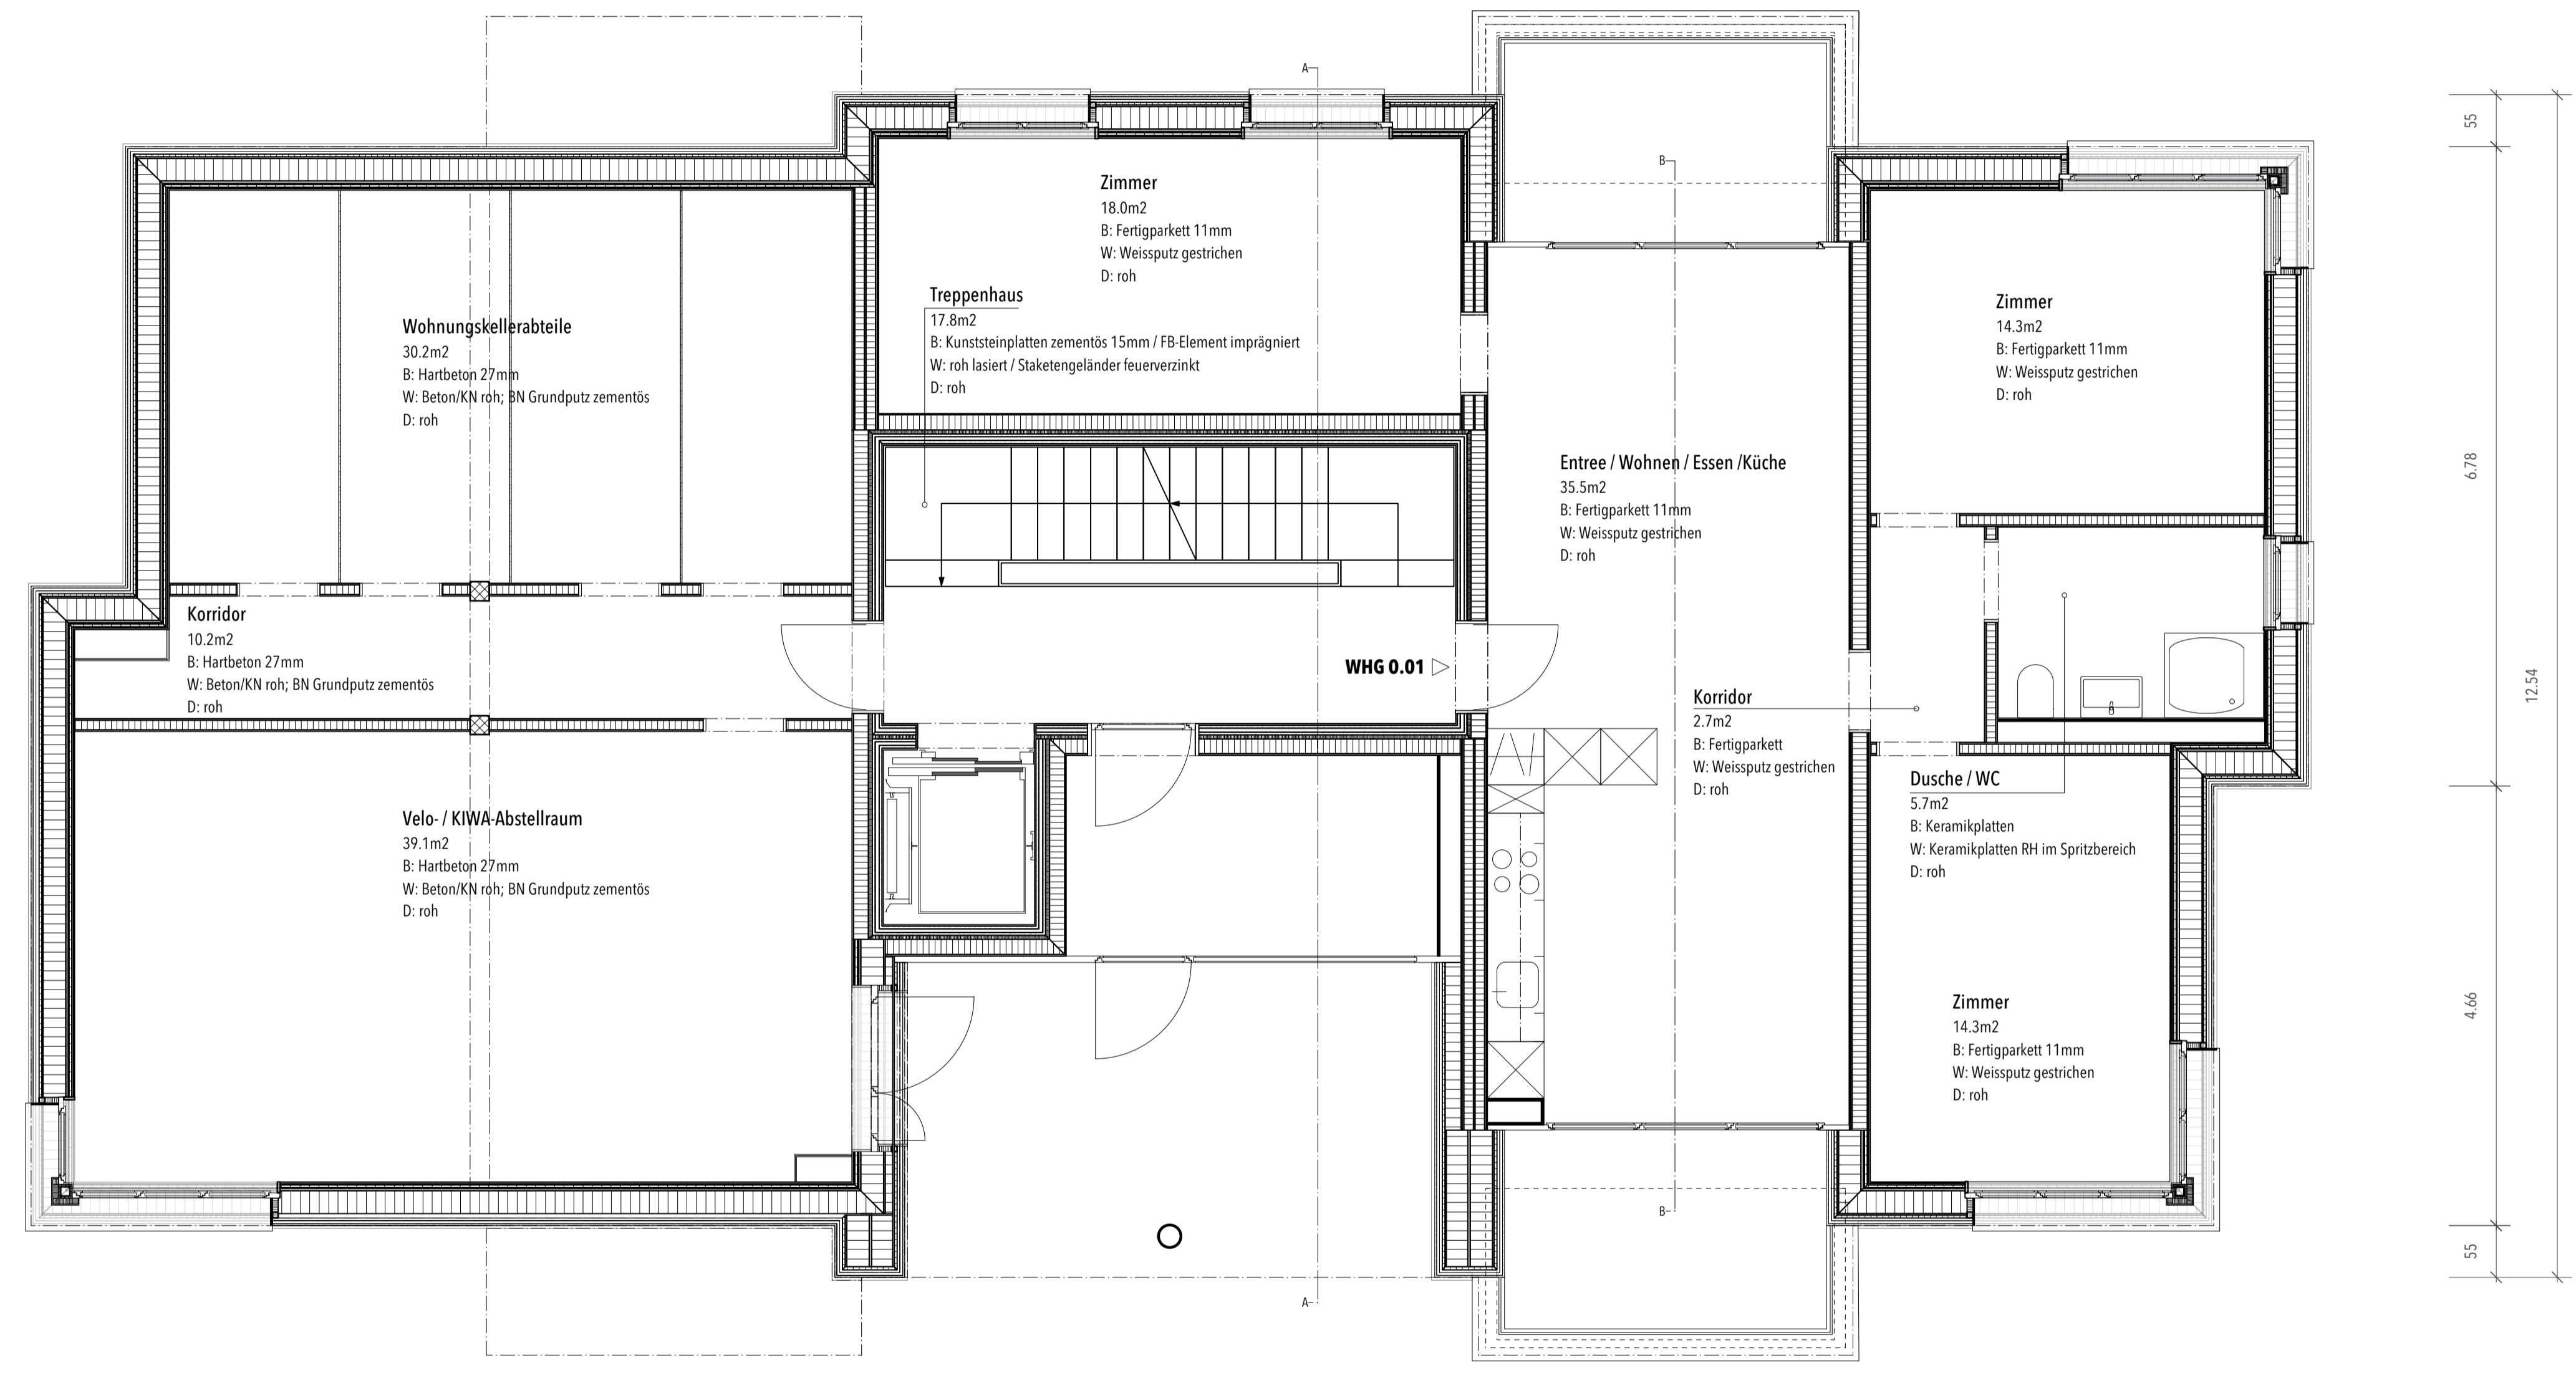 A
B
Zimmer
18.0m2
B: Fertigparkett 11mm
W: Weissputz gestrichen
D: roh
Treppenhaus
17.8m2
B: Kunststeinplatten zementös 15mm / FB-Element imprägniert
W: roh lasiert / Staketengeländer feuerverzinkt
D: roh
Wohnungskellerabteile
30.2m2
B: Hartbeton 27mm
W: Beton/KN roh; BN Grundputz zementös
D: roh
Zimmer
14.3m2
B: Fertigparkett 11mm
W: Weissputz gestrichen
D: roh
Entree / Wohnen / Essen /Küche
35.5m2
B: Fertigparkett 11mm
W: Weissputz gestrichen
D: roh
Korridor
10.2m2
B: Hartbeton 27mm
W: Beton/KN roh; BN Grundputz zementös
D: roh
WHG 0.01
Korridor
2.7m2
B: Fertigparkett
W: Weissputz gestrichen
D: roh
Dusche / WC
5.7m2
B: Keramikplatten
W: Keramikplatten RH im Spritzbereich
D: roh
Velo- / KIWA-Abstellraum
39.1m2
B: Hartbeton 27mm
W: Beton/KN roh; BN Grundputz zementös
D: roh
Zimmer
14.3m2
B: Fertigparkett 11mm
W: Weissputz gestrichen
D: roh
B
A
55
6.78
4.66
55
12.54